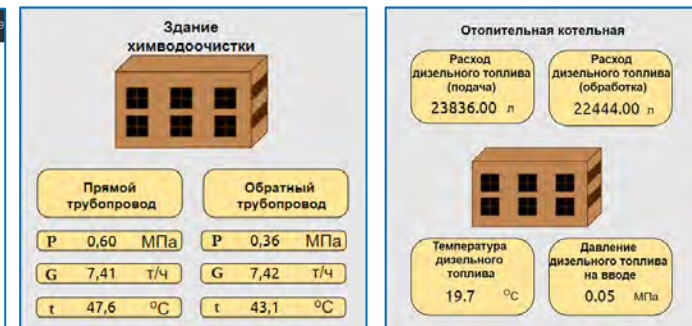 Здание
химводоочистки
Прямой
трубопровод
Обратный
трубопровод
P 0,60 МПа
P 0,36 МПа
G 7,41 т/ч
G 7,42 т/ч
t 47,6 °C
t 43,1 °C
Отопительная котельная
Расход
дизельного топлива
(подача)
23836.00 л
Расход
дизельного топлива
(обработка)
22444.00 л
Температура
дизельного
топлива
19.7 °C
Давление
дизельного топлива
на вводе
0.05 МПа